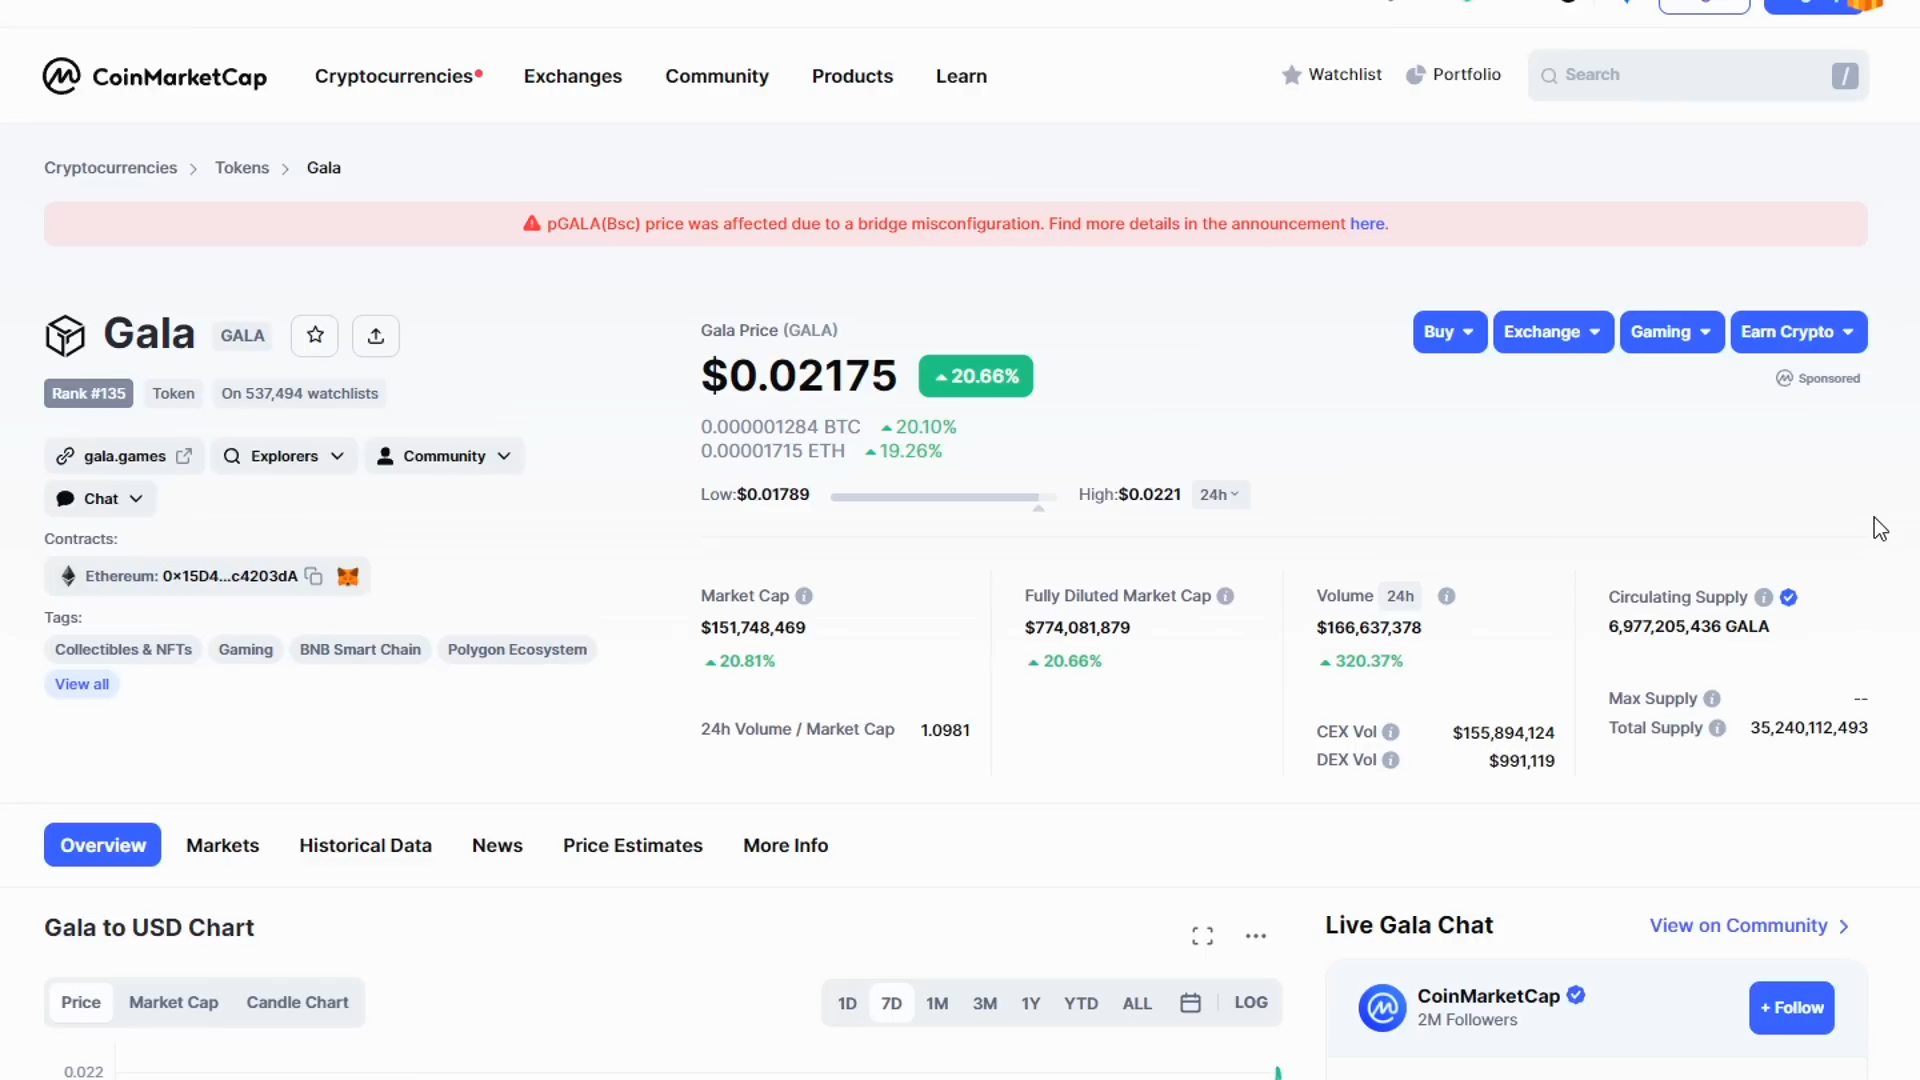 CoinMarketCap Cryptocurrencies Exchanges Community Products Learn Watchlist Portfolio Search /
Cryptocurrencies > Tokens > Gala
pGALA(Bsc) price was affected due to a bridge misconfiguration. Find more details in the announcement here.
Gala GALA
Rank #135 Token On 537,494 watchlists
gala.games Explorers Community
Chat
Contracts:
Ethereum: 0x15D4...c4203dA
Tags:
Collectibles & NFTs Gaming BNB Smart Chain Polygon Ecosystem
View all
Gala Price (GALA)
$0.02175 20.66%
0.000001284 BTC 20.10%
0.00001715 ETH 19.26%
Low:$0.01789 High:$0.0221 24h
Buy Exchange Gaming Earn Crypto
Sponsored
Market Cap
$151,748,469
20.81%
24h Volume / Market Cap 1.0981
Fully Diluted Market Cap
$774,081,879
20.66%
Volume 24h
$166,637,378
320.37%
CEX Vol $155,894,124
DEX Vol $991,119
Circulating Supply
6,977,205,436 GALA
Max Supply --
Total Supply 35,240,112,493
Overview Markets Historical Data News Price Estimates More Info
Gala to USD Chart
Price Market Cap Candle Chart 1D 7D 1M 3M 1Y YTD ALL LOG
0.022
Live Gala Chat View on Community >
CoinMarketCap
2M Followers
+ Follow